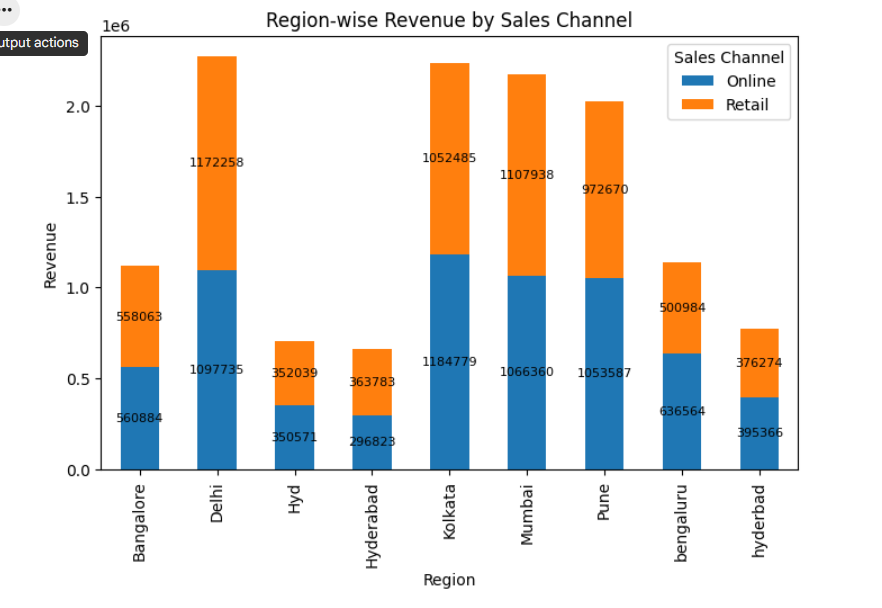 Region-wise Revenue by Sales Channel
1e6
utput actions
Sales Channel
Online
Retail
2.0
1.5
1.0
0.5
0.0
Revenue
558063
560884
1172258
1097735
352039
350571
363783
296823
1052485
1184779
1107938
1066360
972670
1053587
500984
636564
376274
395366
Bangalore
Delhi
Hyd
Hyderabad
Kolkata
Mumbai
Pune
bengaluru
hyderbad
Region